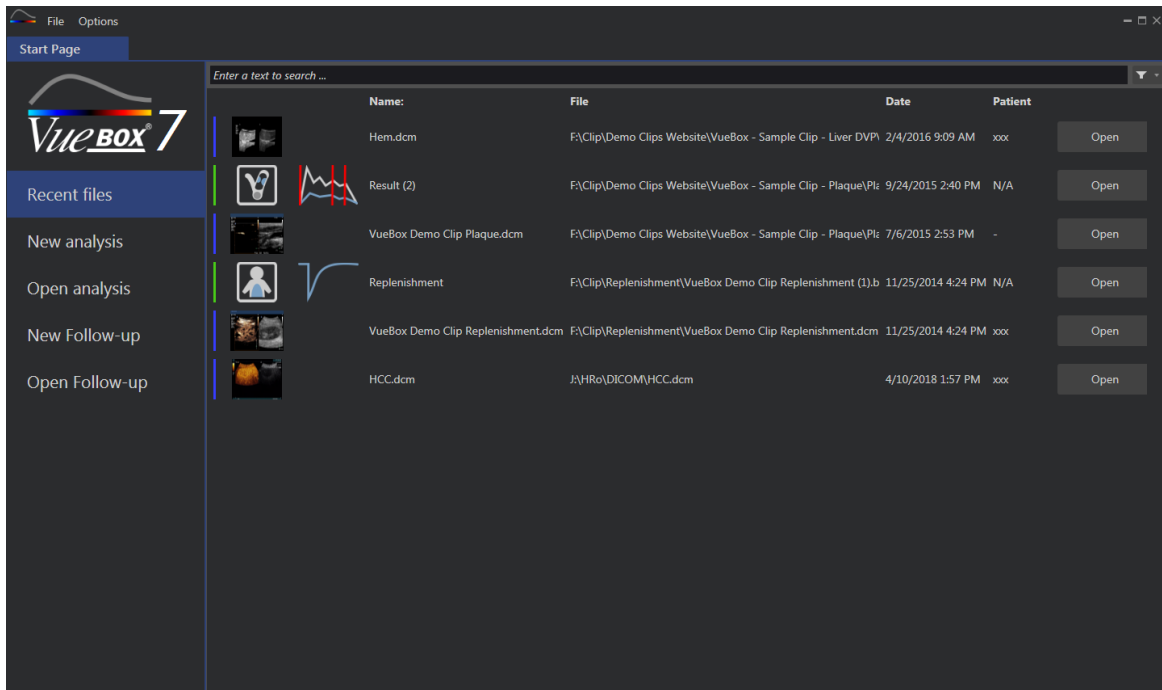 File Options
Start Page
VUEBOX® 7
Recent files
New analysis
Open analysis
New Follow-up
Open Follow-up
Enter a text to search ...
Name: File Date Patient
Hem.dcm F:\Clip\Demo Clips Website\VueBox - Sample Clip - Liver DVP\ 2/4/2016 9:09 AM xxx Open
Result (2) F:\Clip\Demo Clips Website\VueBox - Sample Clip - Plaque\Pla 9/24/2015 2:40 PM N/A Open
VueBox Demo Clip Plaque.dcm F:\Clip\Demo Clips Website\VueBox - Sample Clip - Plaque\Pla 7/6/2015 2:53 PM - Open
Replenishment F:\Clip\Replenishment\VueBox Demo Clip Replenishment (1).b 11/25/2014 4:24 PM N/A Open
VueBox Demo Clip Replenishment.dcm F:\Clip\Replenishment\VueBox Demo Clip Replenishment.dcm 11/25/2014 4:24 PM xxx Open
HCC.dcm J:\HRo\DICOM\HCC.dcm 4/10/2018 1:57 PM xxx Open